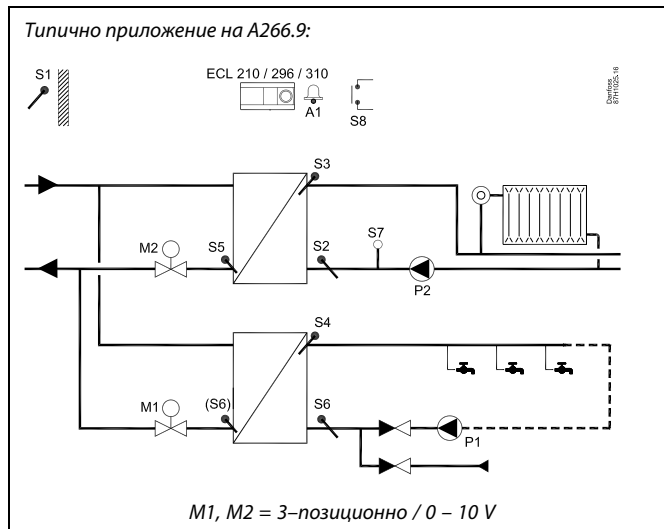 Типично приложение на A266.9:
S1
ECL 210 / 296 / 310
A1
S8
Danfoss
87H1025.16
S3
M2
S5
S2
S7
P2
S4
M1
(S6)
S6
P1
M1, M2 = 3–позиционно / 0 – 10 V